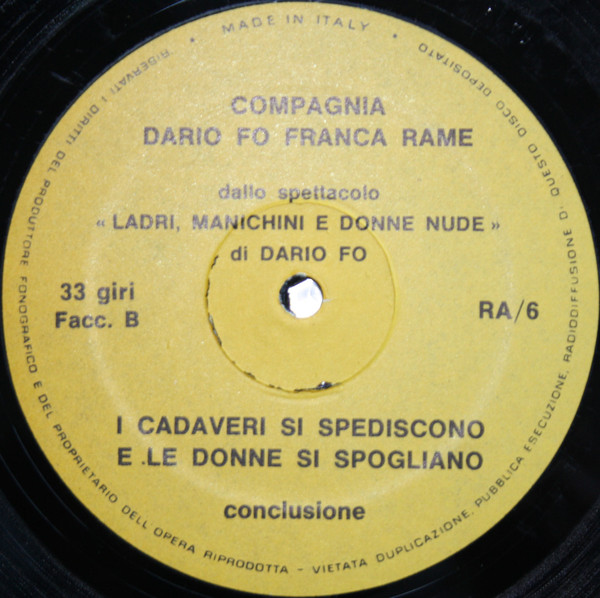 MADE IN ITALY
COMPAGNIA
DARIO FO FRANCA RAME
dallo spettacolo
« LADRI, MANICHINI E DONNE NUDE »
di DARIO FO
33 giri
Facc. B
RA/6
I CADAVERI SI SPEDISCONO
E LE DONNE SI SPOGLIANO
conclusione
RISERVATI I DIRITTI DEL PRODUTTORE FONOGRAFICO E DEL PROPRIETARIO DELL OPERA RIPRODOTTA - VIETATA DUPLICAZIONE, PUBBLICA ESECUZIONE, RADIODIFFUSIONE DI QUESTO DISCO DEPOSITATO